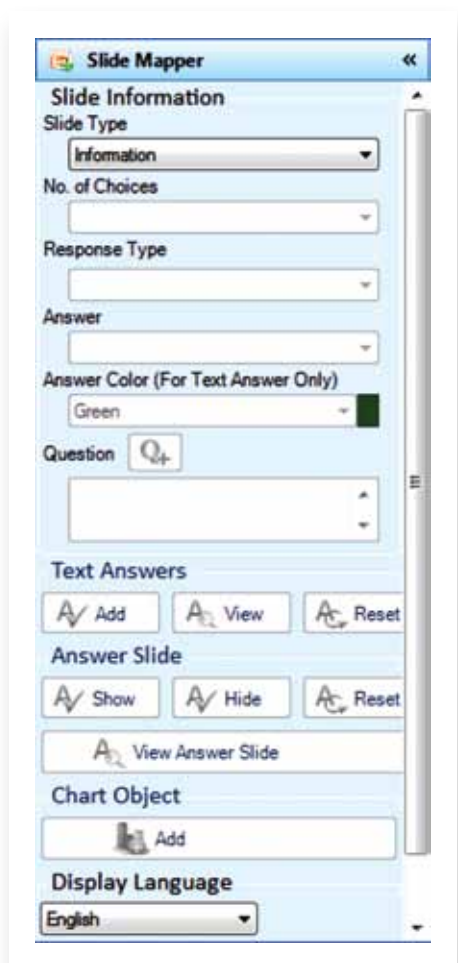 Slide Mapper «
Slide Information
Slide Type
Information
No. of Choices
Response Type
Answer
Answer Color (For Text Answer Only)
Green
Question Q+
Text Answers
Add View Reset
Answer Slide
Show Hide Reset
View Answer Slide
Chart Object
Add
Display Language
English